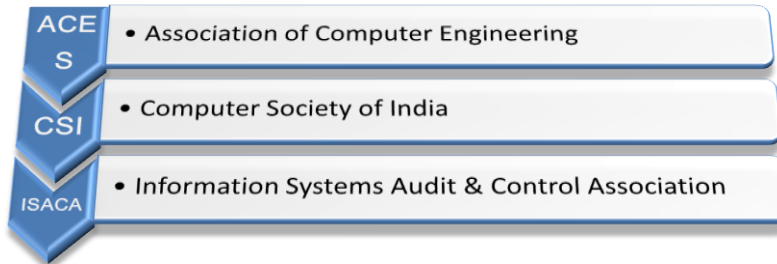 ACE
S
• Association of Computer Engineering
CSI
• Computer Society of India
ISACA
• Information Systems Audit & Control Association